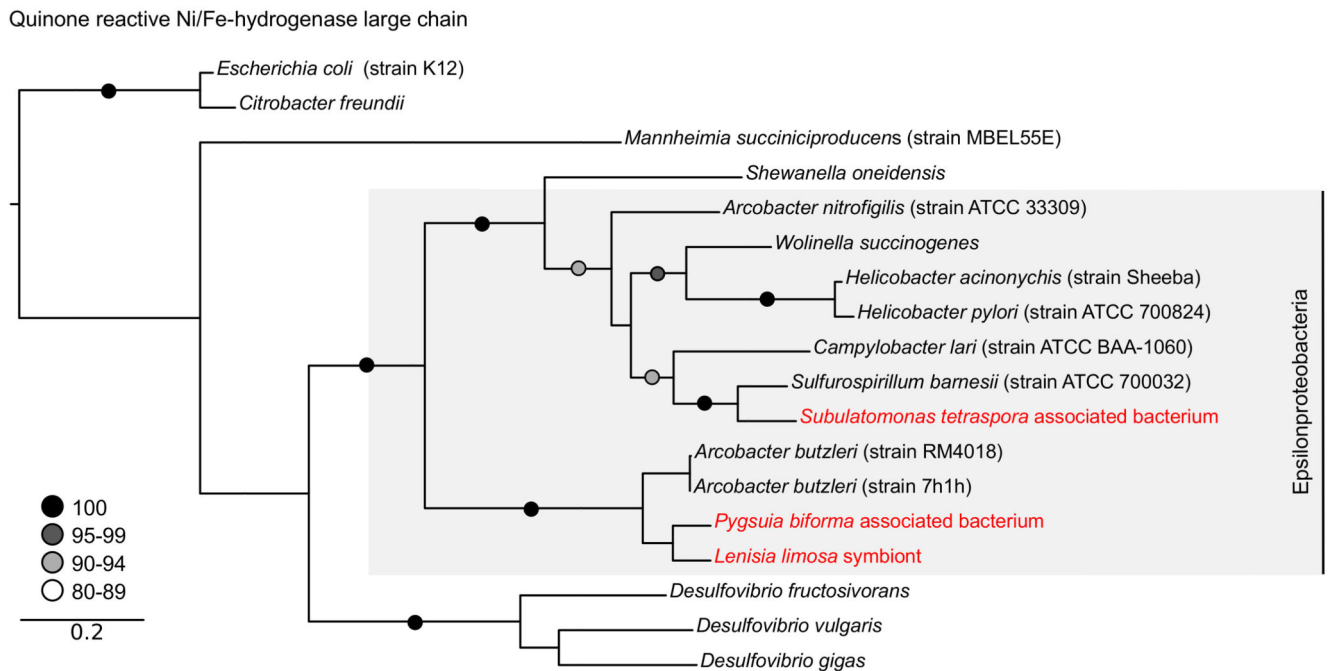 Quinone reactive Ni/Fe-hydrogenase large chain
Escherichia coli (strain K12)
Citrobacter freundii
Mannheimia succiniciproducens (strain MBEL55E)
Shewanella oneidensis
Arcobacter nitrofigilis (strain ATCC 33309)
Wolinella succinogenes
Helicobacter acinonychis (strain Sheeba)
Helicobacter pylori (strain ATCC 700824)
Campylobacter lari (strain ATCC BAA-1060)
Sulfurospirillum barnesii (strain ATCC 700032)
Subulatomonas tetraspora associated bacterium
Arcobacter butzleri (strain RM4018)
Arcobacter butzleri (strain 7h1h)
Pygsuia biforma associated bacterium
Lenisia limosa symbiont
Desulfovibrio fructosivorans
Desulfovibrio vulgaris
Desulfovibrio gigas
Epsilonproteobacteria
100
95-99
90-94
80-89
0.2